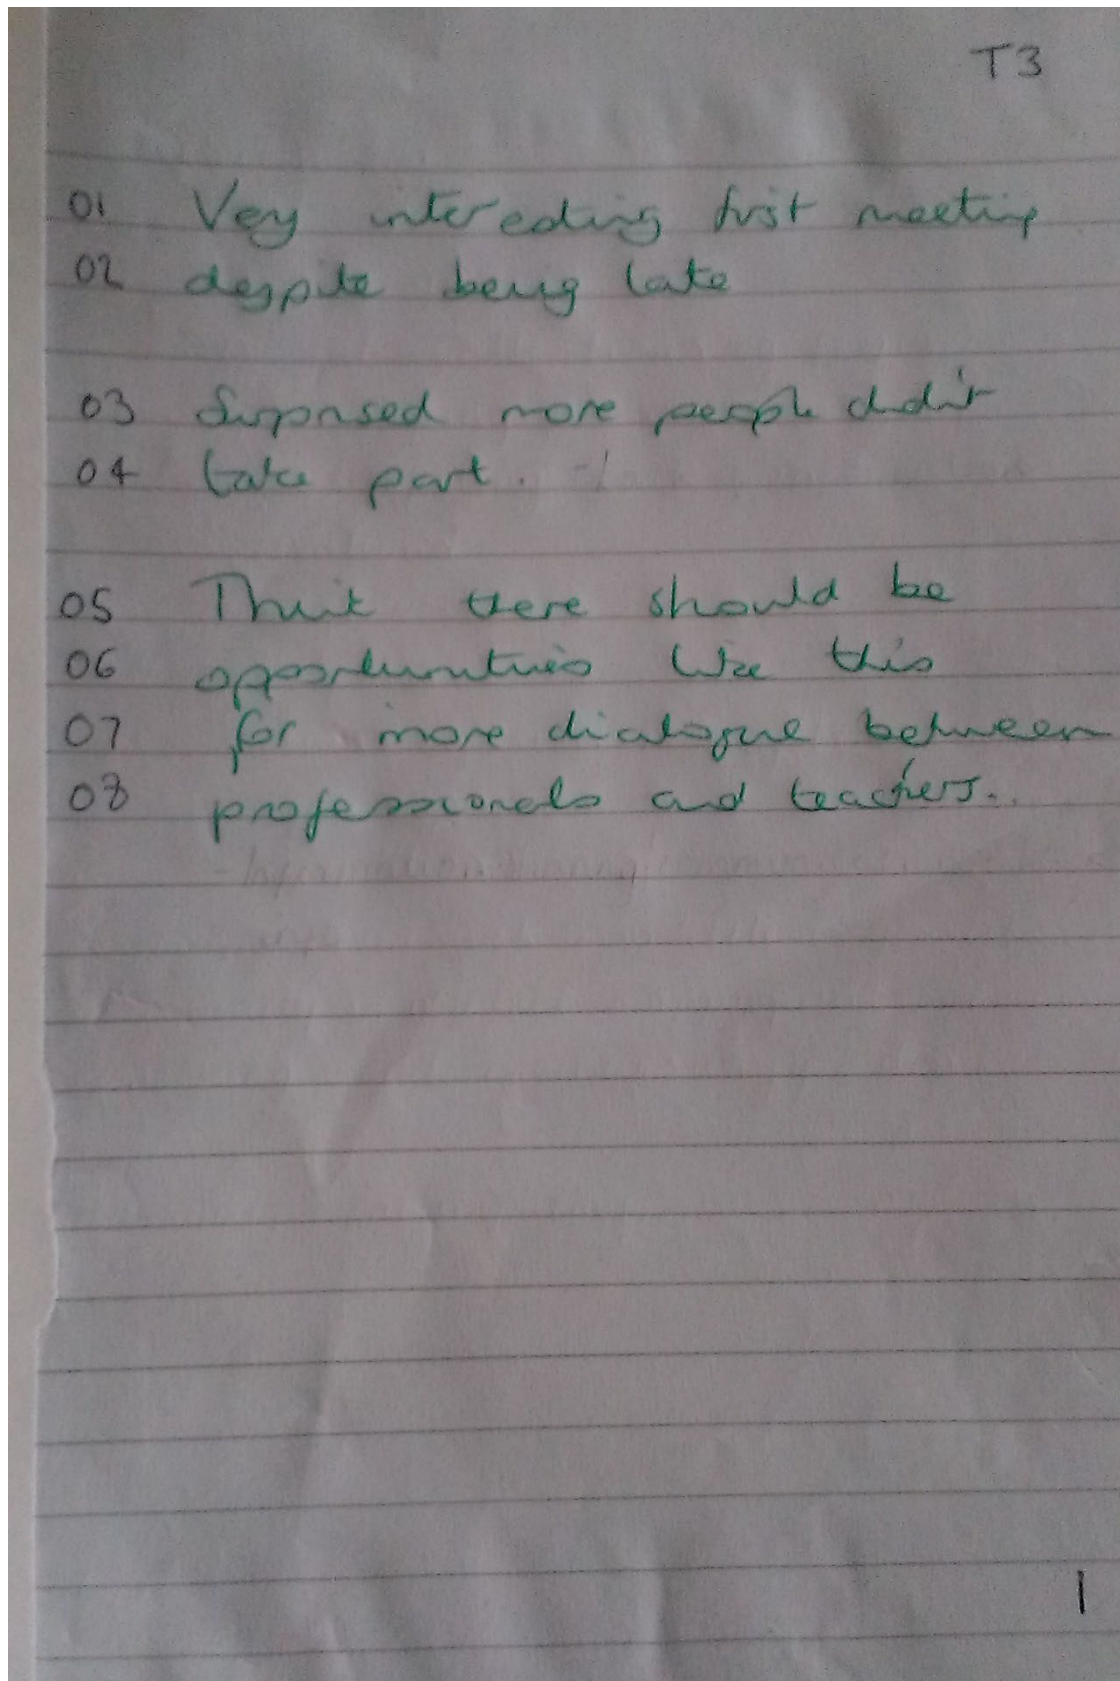 T3
01 Very interesting first meeting
02 despite being late
03 Surprised more people didn't
04 take part.
05 Think there should be
06 opportunities like this
07 for more dialogue between
08 professionals and teachers.
1